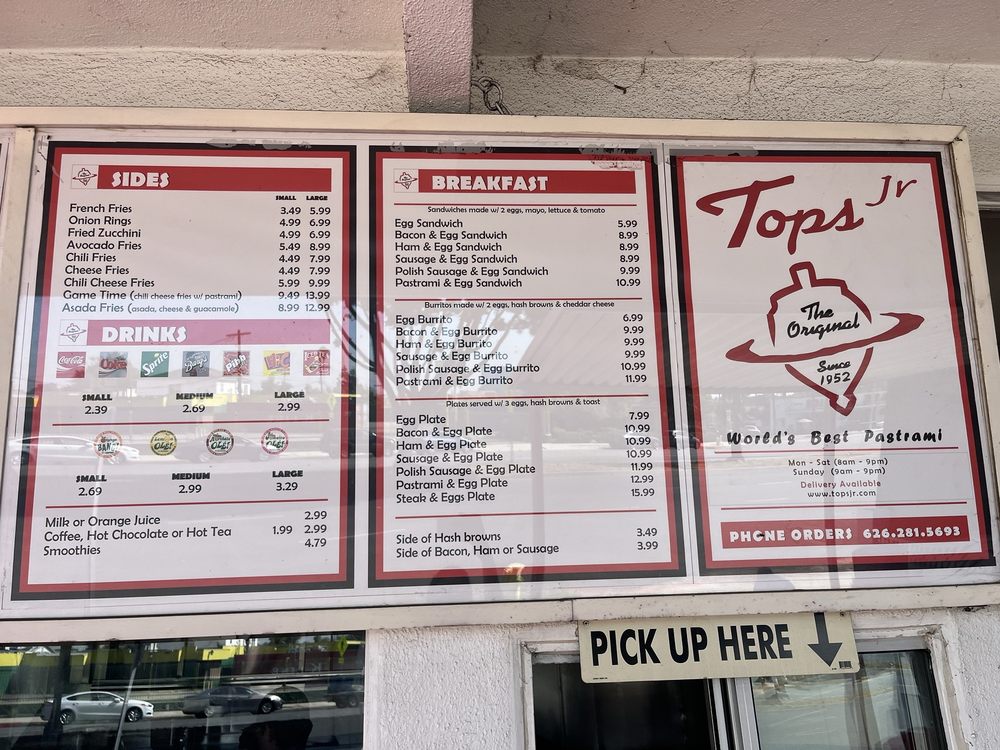 SIDES
SMALL LARGE
French Fries 3.49 5.99
Onion Rings 4.99 6.99
Fried Zucchini 4.99 6.99
Avocado Fries 5.49 8.99
Chili Fries 4.49 7.99
Cheese Fries 4.49 7.99
Chili Cheese Fries 5.99 9.99
Game Time (chili cheese fries w/ pastrami) 9.49 13.99
Asada Fries (asada, cheese & guacamole) 8.99 12.99
DRINKS
Coca-Cola Coke Sprite Barq's Pibb
SMALL MEDIUM LARGE
2.39 2.69 2.99
SMALL MEDIUM LARGE
2.69 2.99 3.29
Milk or Orange Juice 2.99
Coffee, Hot Chocolate or Hot Tea 1.99 2.99
Smoothies 4.79
BREAKFAST
Sandwiches made w/ 2 eggs, mayo, lettuce & tomato
Egg Sandwich 5.99
Bacon & Egg Sandwich 8.99
Ham & Egg Sandwich 8.99
Sausage & Egg Sandwich 8.99
Polish Sausage & Egg Sandwich 9.99
Pastrami & Egg Sandwich 10.99
Burritos made w/ 2 eggs, hash browns & cheddar cheese
Egg Burrito 6.99
Bacon & Egg Burrito 9.99
Ham & Egg Burrito 9.99
Sausage & Egg Burrito 9.99
Polish Sausage & Egg Burrito 10.99
Pastrami & Egg Burrito 11.99
Plates served w/ 3 eggs, hash browns & toast
Egg Plate 7.99
Bacon & Egg Plate 10.99
Ham & Egg Plate 10.99
Sausage & Egg Plate 10.99
Polish Sausage & Egg Plate 11.99
Pastrami & Egg Plate 12.99
Steak & Eggs Plate 15.99
Side of Hash browns 3.49
Side of Bacon, Ham or Sausage 3.99
Tops Jr
The
Original
Since
1952
World's Best Pastrami
Mon - Sat (8am - 9pm)
Sunday (9am - 9pm)
Delivery Available
www.topsjr.com
PHONE ORDERS 626.281.5693
PICK UP HERE